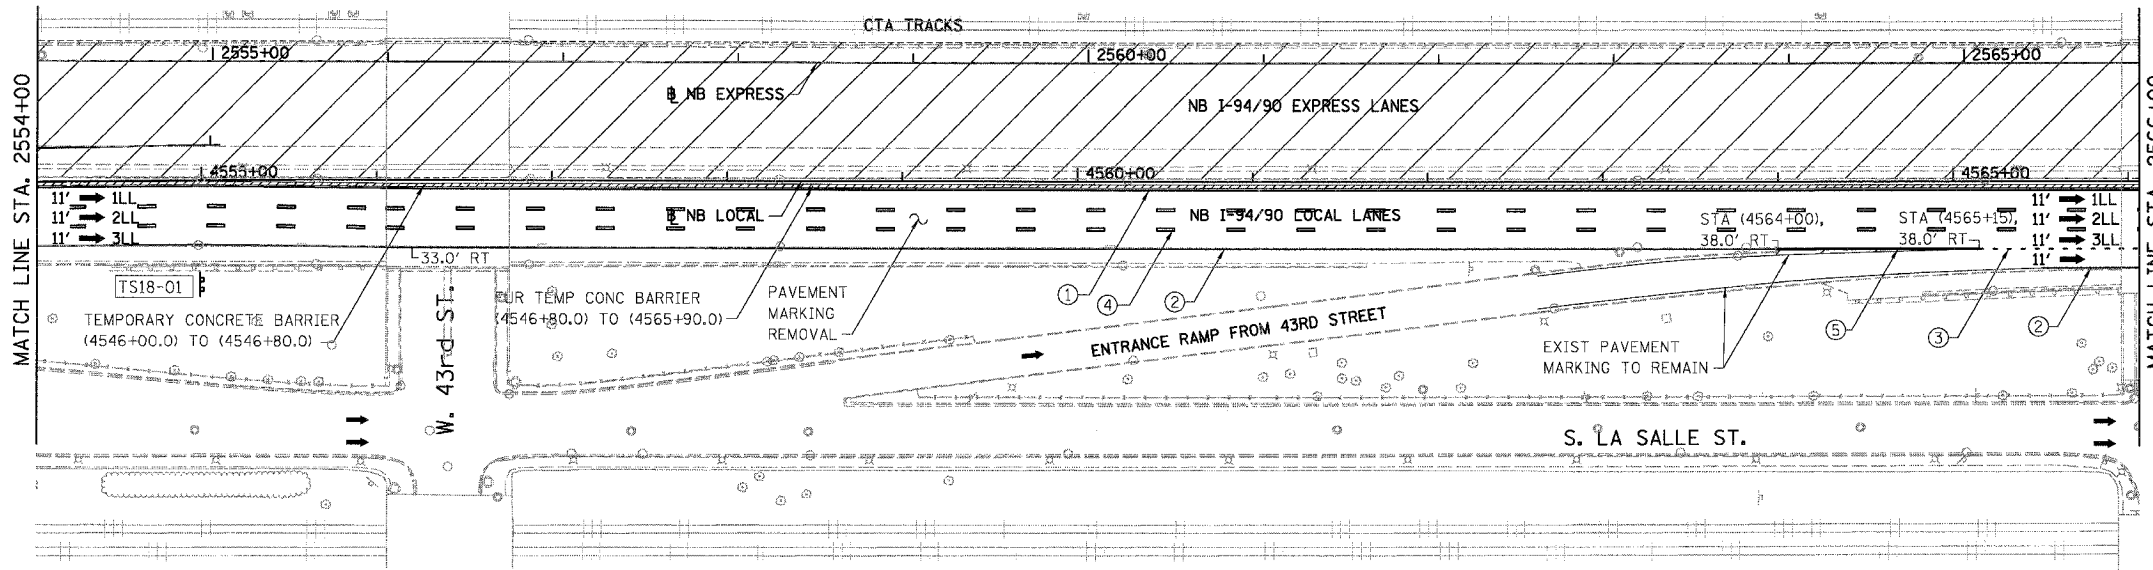 CTA TRACKS
2555+00
2560+00
2565+00
℄ NB EXPRESS
NB I-94/90 EXPRESS LANES
MATCH LINE STA. 2554+00
4555+00
4560+00
4565+00
11' 1LL
11' 2LL
11' 3LL
℄ NB LOCAL
NB I-94/90 LOCAL LANES
STA (4564+00),
38.0' RT
STA (4565+15),
38.0' RT
11' 1LL
11' 2LL
11' 3LL
11'
33.0' RT
TS18-01
TEMPORARY CONCRETE BARRIER
(4546+00.0) TO (4546+80.0)
W. 43rd ST.
TEMP CONC BARRIER
(4546+80.0) TO (4565+90.0)
PAVEMENT
MARKING
REMOVAL
1
4
2
ENTRANCE RAMP FROM 43RD STREET
EXIST PAVEMENT
MARKING TO REMAIN
5
3
2
S. LA SALLE ST.
MATCH LINE STA.